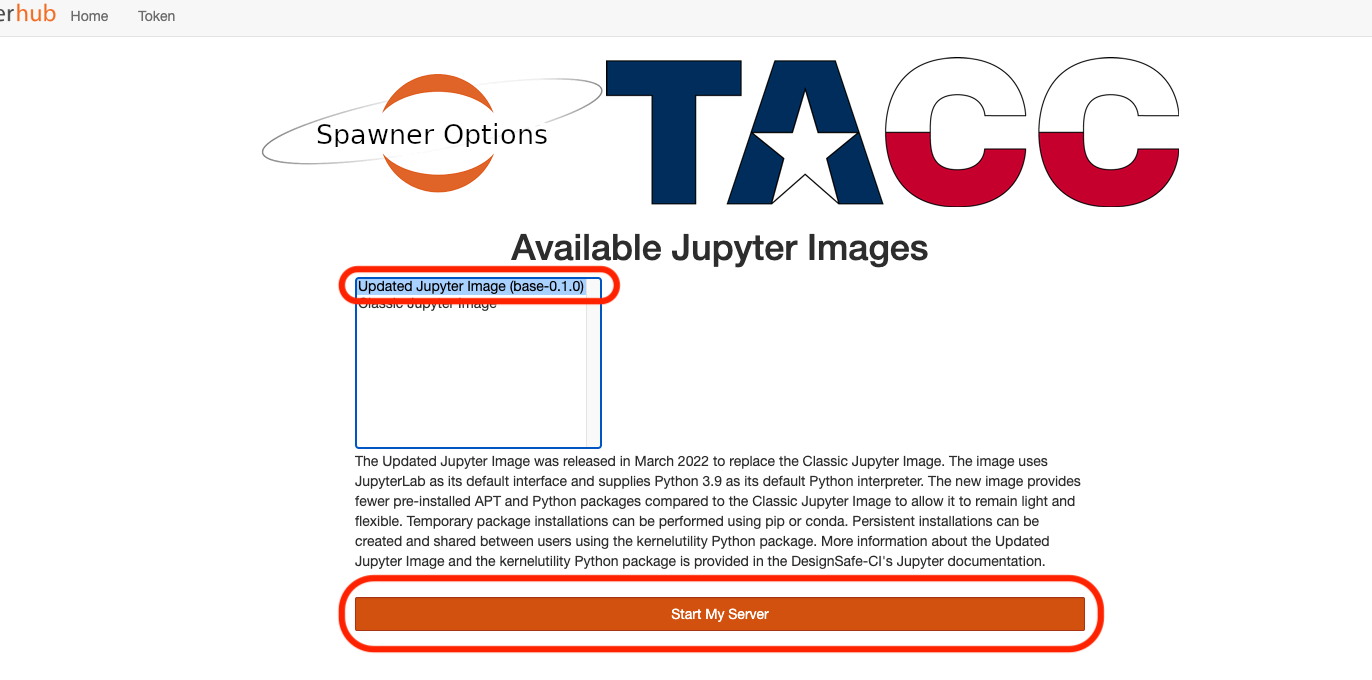 erhub Home Token
Spawner Options
TACC
Available Jupyter Images
Updated Jupyter Image (base-0.1.0)
Classic Jupyter Image
The Updated Jupyter Image was released in March 2022 to replace the Classic Jupyter Image. The image uses
JupyterLab as its default interface and supplies Python 3.9 as its default Python interpreter. The new image provides
fewer pre-installed APT and Python packages compared to the Classic Jupyter Image to allow it to remain light and
flexible. Temporary package installations can be performed using pip or conda. Persistent installations can be
created and shared between users using the kernelutility Python package. More information about the Updated
Jupyter Image and the kernelutility Python package is provided in the DesignSafe-CI's Jupyter documentation.
Start My Server